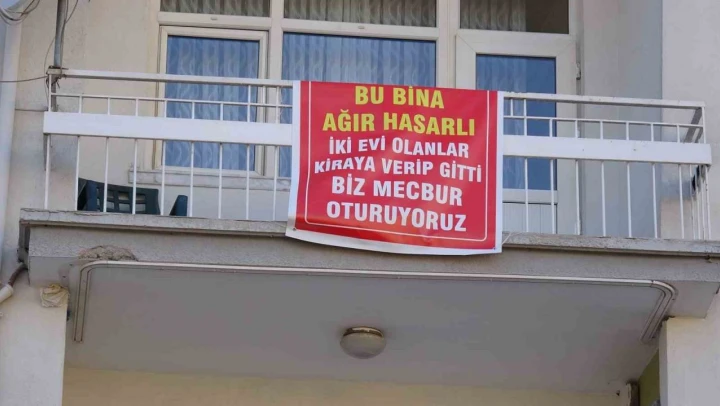 BU BİNA
AĞIR HASARLI
İKİ EVİ OLANLAR
KİRAYA VERİP GİTTİ
BİZ MECBUR
OTURUYORUZ